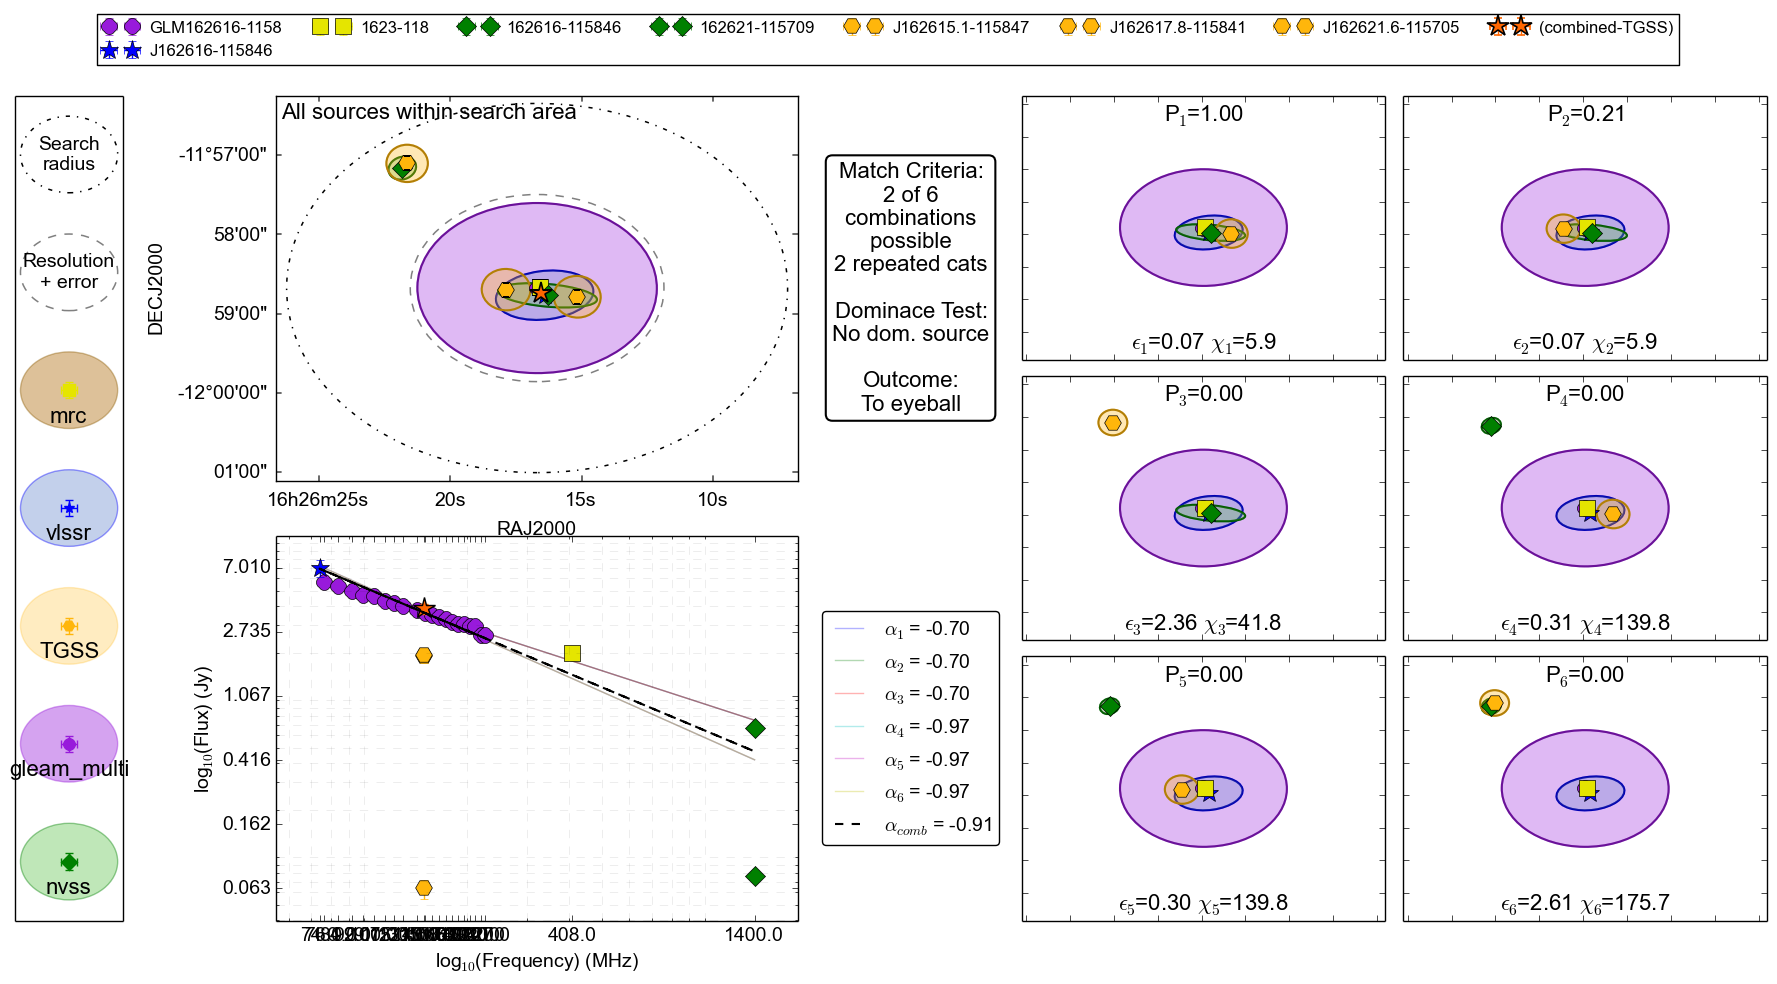 GLM162616-1158 1623-118 162616-115846 162621-115709 J162615.1-115847 J162617.8-115841 J162621.6-115705 (combined-TGSS)
J162616-115846
Search
radius
Resolution
+ error
mrc
vlssr
TGSS
gleam_multi
nvss
All sources within search area
DECJ2000
-11°57'00"
58'00"
59'00"
-12°00'00"
01'00"
16h26m25s 20s 15s 10s
RAJ2000
Match Criteria:
2 of 6
combinations
possible
2 repeated cats
Dominace Test:
No dom. source
Outcome:
To eyeball
log₁₀(Flux) (Jy)
7.010
2.735
1.067
0.416
0.162
0.063
408.0 1400.0
log₁₀(Frequency) (MHz)
α₁ = -0.70
α₂ = -0.70
α₃ = -0.70
α₄ = -0.97
α₅ = -0.97
α₆ = -0.97
α_comb = -0.91
P₁=1.00
ϵ₁=0.07 χ₁=5.9
P₂=0.21
ϵ₂=0.07 χ₂=5.9
P₃=0.00
ϵ₃=2.36 χ₃=41.8
P₄=0.00
ϵ₄=0.31 χ₄=139.8
P₅=0.00
ϵ₅=0.30 χ₅=139.8
P₆=0.00
ϵ₆=2.61 χ₆=175.7